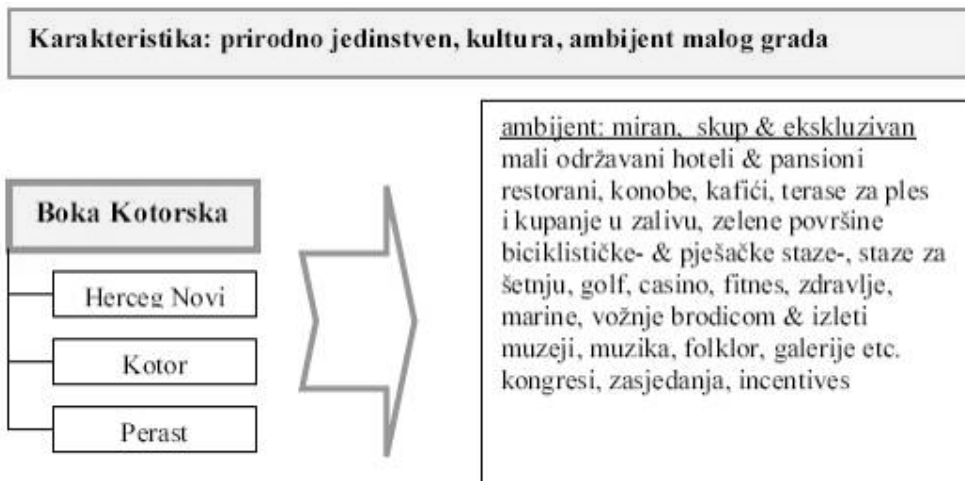 Karakteristika: prirodno jedinstven, kultura, ambijent malog grada
Boka Kotorska
Herceg Novi
Kotor
Perast
ambijent: miran, skup & ekskluzivan
mali održavani hoteli & pansioni
restorani, konobe, kafići, terase za ples
i kupanje u zalivu, zelene površine
biciklističke- & pješačke staze-, staze za
šetnju, golf, casino, fitnes, zdravlje,
marine, vožnje brodicom & izleti
muzeji, muzika, folklor, galerije etc.
kongresi, zasjedanja, incentives